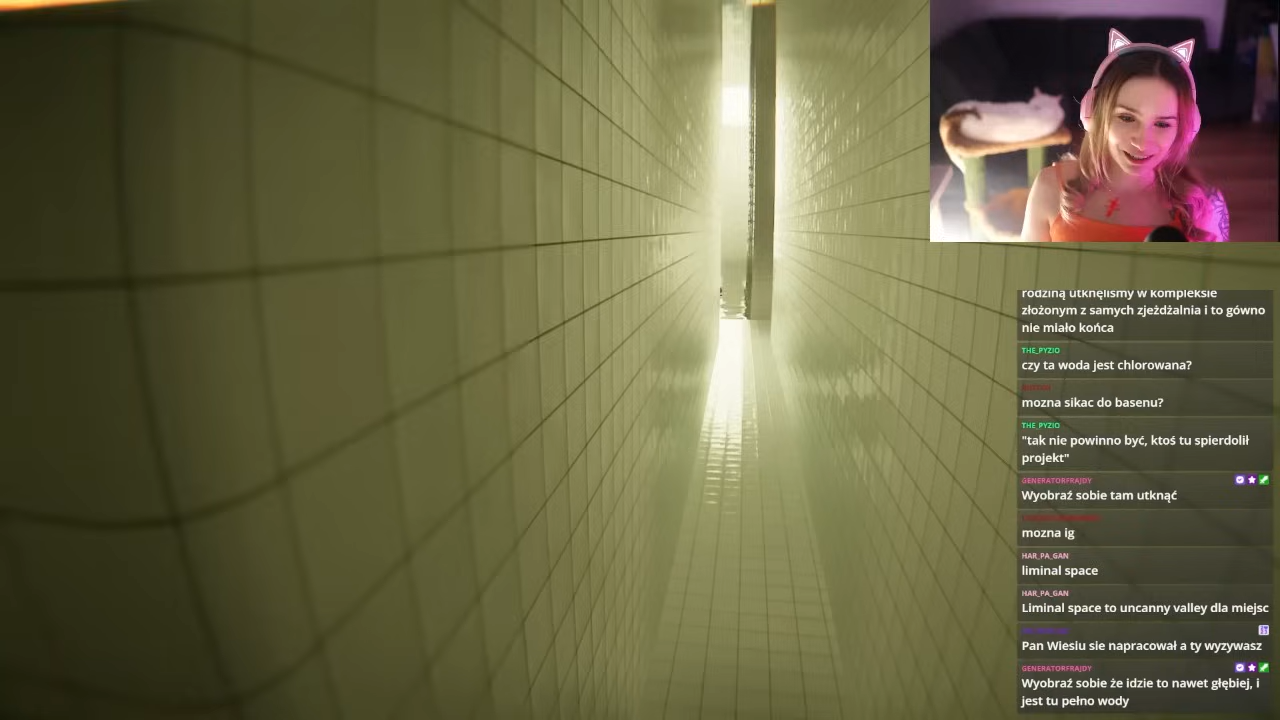 rodziną utknęliśmy w kompleksie
złożonym z samych zjeżdżalnia i to gówno
nie miało końca
THE_PYZIO
czy ta woda jest chlorowana?
mozna sikac do basenu?
THE_PYZIO
"tak nie powinno być, ktoś tu spierdolił
projekt"
GENERATORFRAJDY
Wyobraź sobie tam utknąć
mozna ig
HAR_PA_GAN
liminal space
HAR_PA_GAN
Liminal space to uncanny valley dla miejsc
Pan Wiesiu sie napracował a ty wyzywasz
GENERATORFRAJDY
Wyobraź sobie że idzie to nawet głębiej, i
jest tu pełno wody